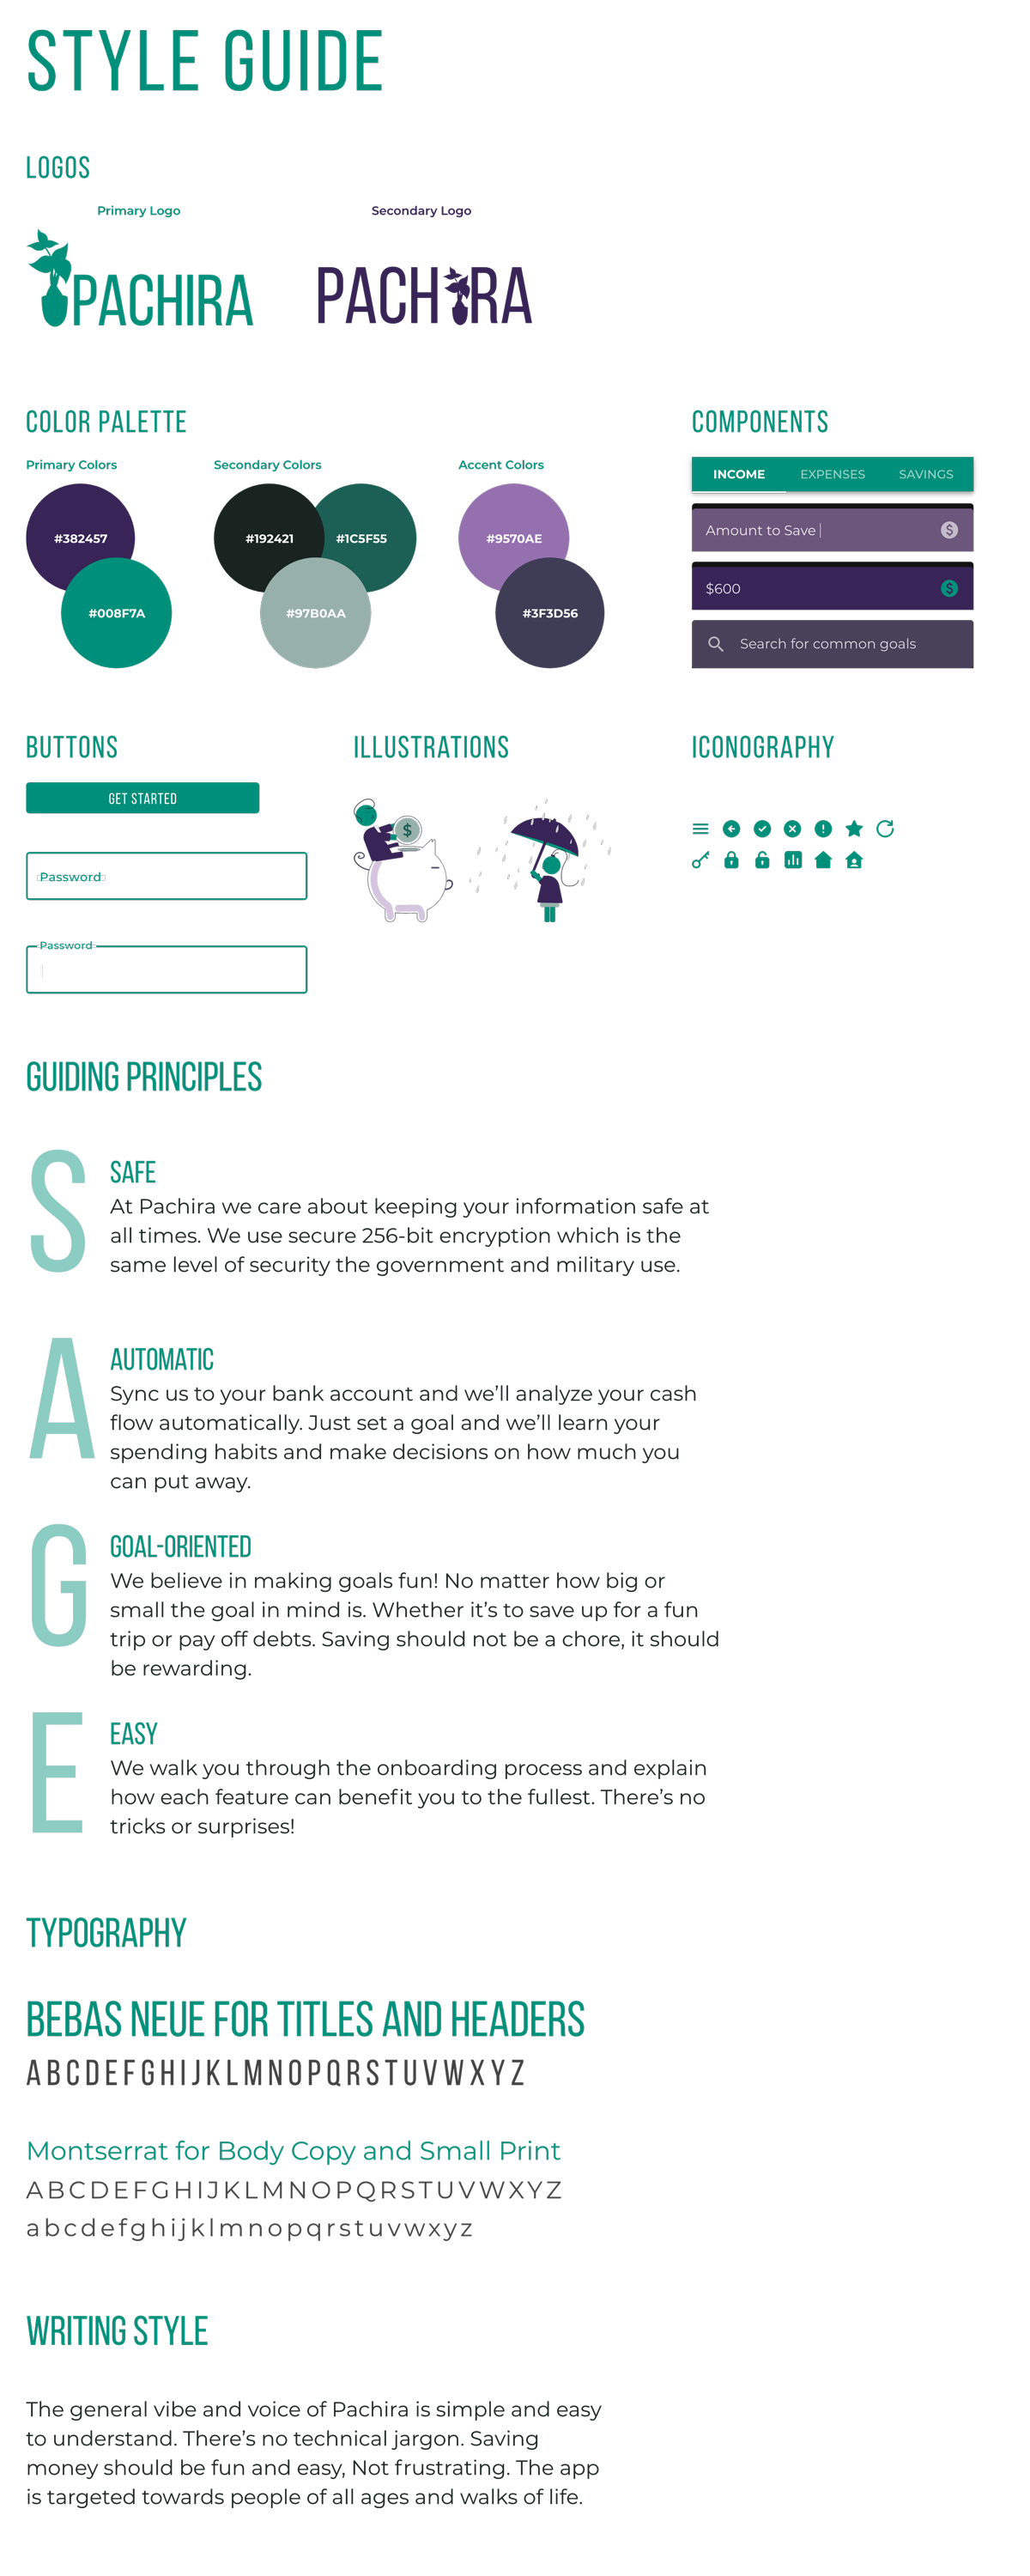 STYLE GUIDE
LOGOS
Primary Logo
Secondary Logo
PACHIRA
PACH RA
COLOR PALETTE
Primary Colors
Secondary Colors
Accent Colors
#382457
#008F7A
#192421
#1C5F55
#97B0AA
#9570AE
#3F3D56
COMPONENTS
INCOME EXPENSES SAVINGS
Amount to Save
$
$600
$
Search for common goals
BUTTONS
GET STARTED
Password
Password
ILLUSTRATIONS
$
ICONOGRAPHY
GUIDING PRINCIPLES
S
SAFE
At Pachira we care about keeping your information safe at
all times. We use secure 256-bit encryption which is the
same level of security the government and military use.
A
AUTOMATIC
Sync us to your bank account and we’ll analyze your cash
flow automatically. Just set a goal and we’ll learn your
spending habits and make decisions on how much you
can put away.
G
GOAL-ORIENTED
We believe in making goals fun! No matter how big or
small the goal in mind is. Whether it’s to save up for a fun
trip or pay off debts. Saving should not be a chore, it should
be rewarding.
E
EASY
We walk you through the onboarding process and explain
how each feature can benefit you to the fullest. There’s no
tricks or surprises!
TYPOGRAPHY
BEBAS NEUE FOR TITLES AND HEADERS
ABCDEFGHIJKLMNOPQRSTUVWXYZ
Montserrat for Body Copy and Small Print
ABCDEFGHIJKLMNOPQRSTUVWXYZ
abcdefghijklmnopqrstuvwxyz
WRITING STYLE
The general vibe and voice of Pachira is simple and easy
to understand. There’s no technical jargon. Saving
money should be fun and easy, Not frustrating. The app
is targeted towards people of all ages and walks of life.